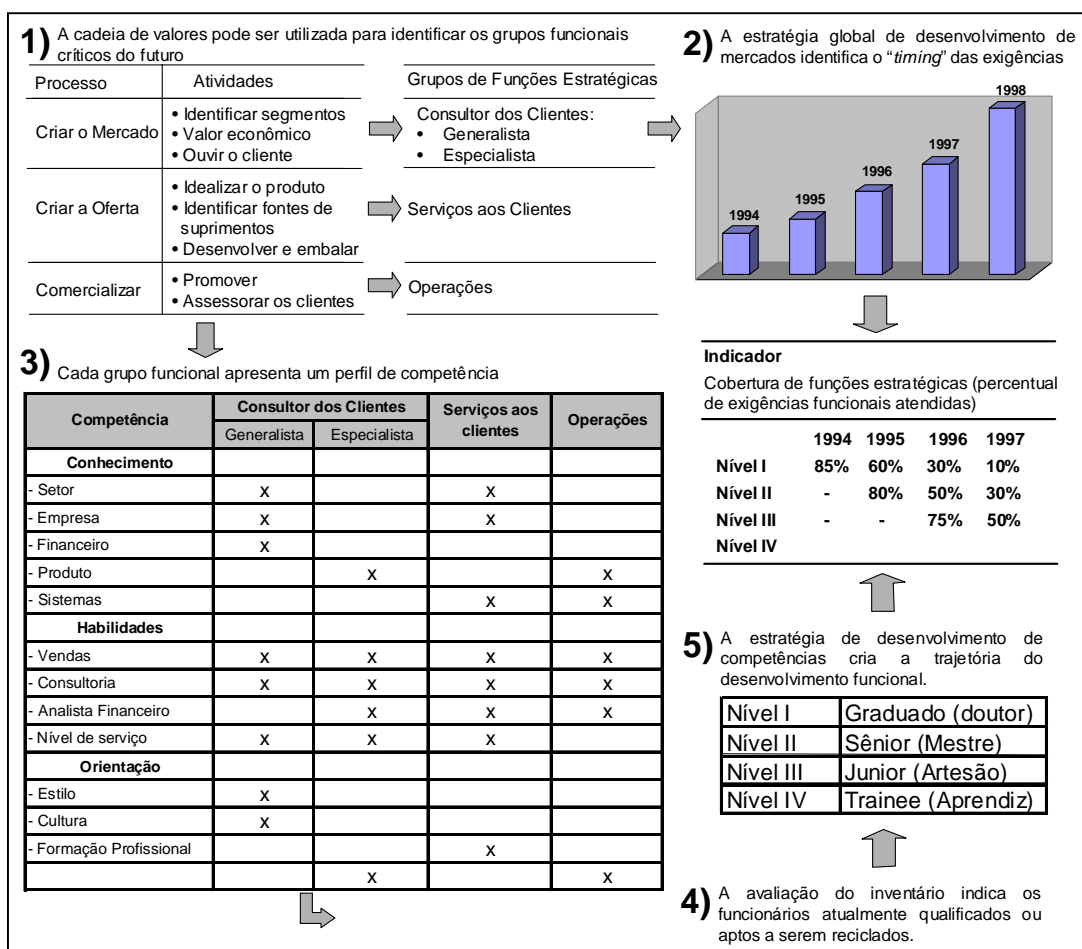 1) A cadeia de valores pode ser utilizada para identificar os grupos funcionais
críticos do futuro
Processo Atividades Grupos de Funções Estratégicas
Criar o Mercado
• Identificar segmentos
• Valor econômico
• Ouvir o cliente
Consultor dos Clientes:
• Generalista
• Especialista
Criar a Oferta
• Idealizar o produto
• Identificar fontes de
suprimentos
• Desenvolver e embalar
Serviços aos Clientes
Comercializar
• Promover
• Assessorar os clientes
Operações
2) A estratégia global de desenvolvimento de
mercados identifica o “timing” das exigências
1994
1995
1996
1997
1998
Indicador
Cobertura de funções estratégicas (percentual
de exigências funcionais atendidas)
1994 1995 1996 1997
Nível I 85% 60% 30% 10%
Nível II - 80% 50% 30%
Nível III - - 75% 50%
Nível IV
3) Cada grupo funcional apresenta um perfil de competência
Competência Consultor dos Clientes Serviços aos clientes Operações
Generalista Especialista
Conhecimento
- Setor x x
- Empresa x x
- Financeiro x
- Produto x x
- Sistemas x x
Habilidades
- Vendas x x x x
- Consultoria x x x x
- Analista Financeiro x x x
- Nível de serviço x x x
Orientação
- Estilo x
- Cultura x
- Formação Profissional x
x x
5) A estratégia de desenvolvimento de
competências cria a trajetória do
desenvolvimento funcional.
Nível I Graduado (doutor)
Nível II Sênior (Mestre)
Nível III Junior (Artesão)
Nível IV Trainee (Aprendiz)
4) A avaliação do inventário indica os
funcionários atualmente qualificados ou
aptos a serem reciclados.